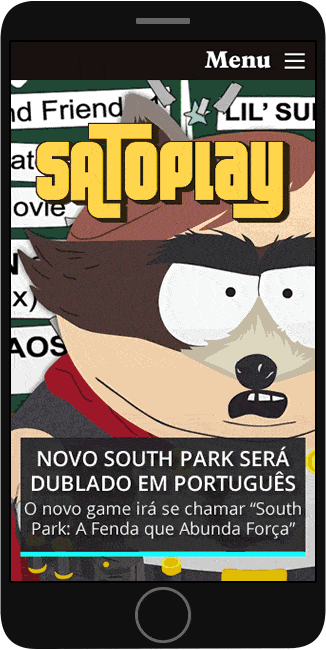 Menu
nd Friend
LIL' SU
SATOPLAY
at
ovie
x)
AOS
NOVO SOUTH PARK SERÁ
DUBLADO EM PORTUGUÊS
O novo game irá se chamar “South
Park: A Fenda que Abunda Força”